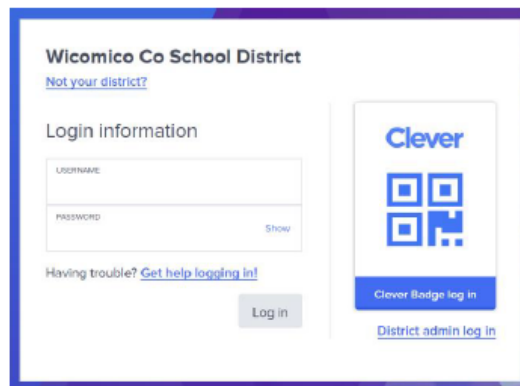 Wicomico Co School District
Not your district?
Login information
USERNAME
PASSWORD
Show
Having trouble? Get help logging in!
Log in
Clever
Clever Badge log in
District admin log in